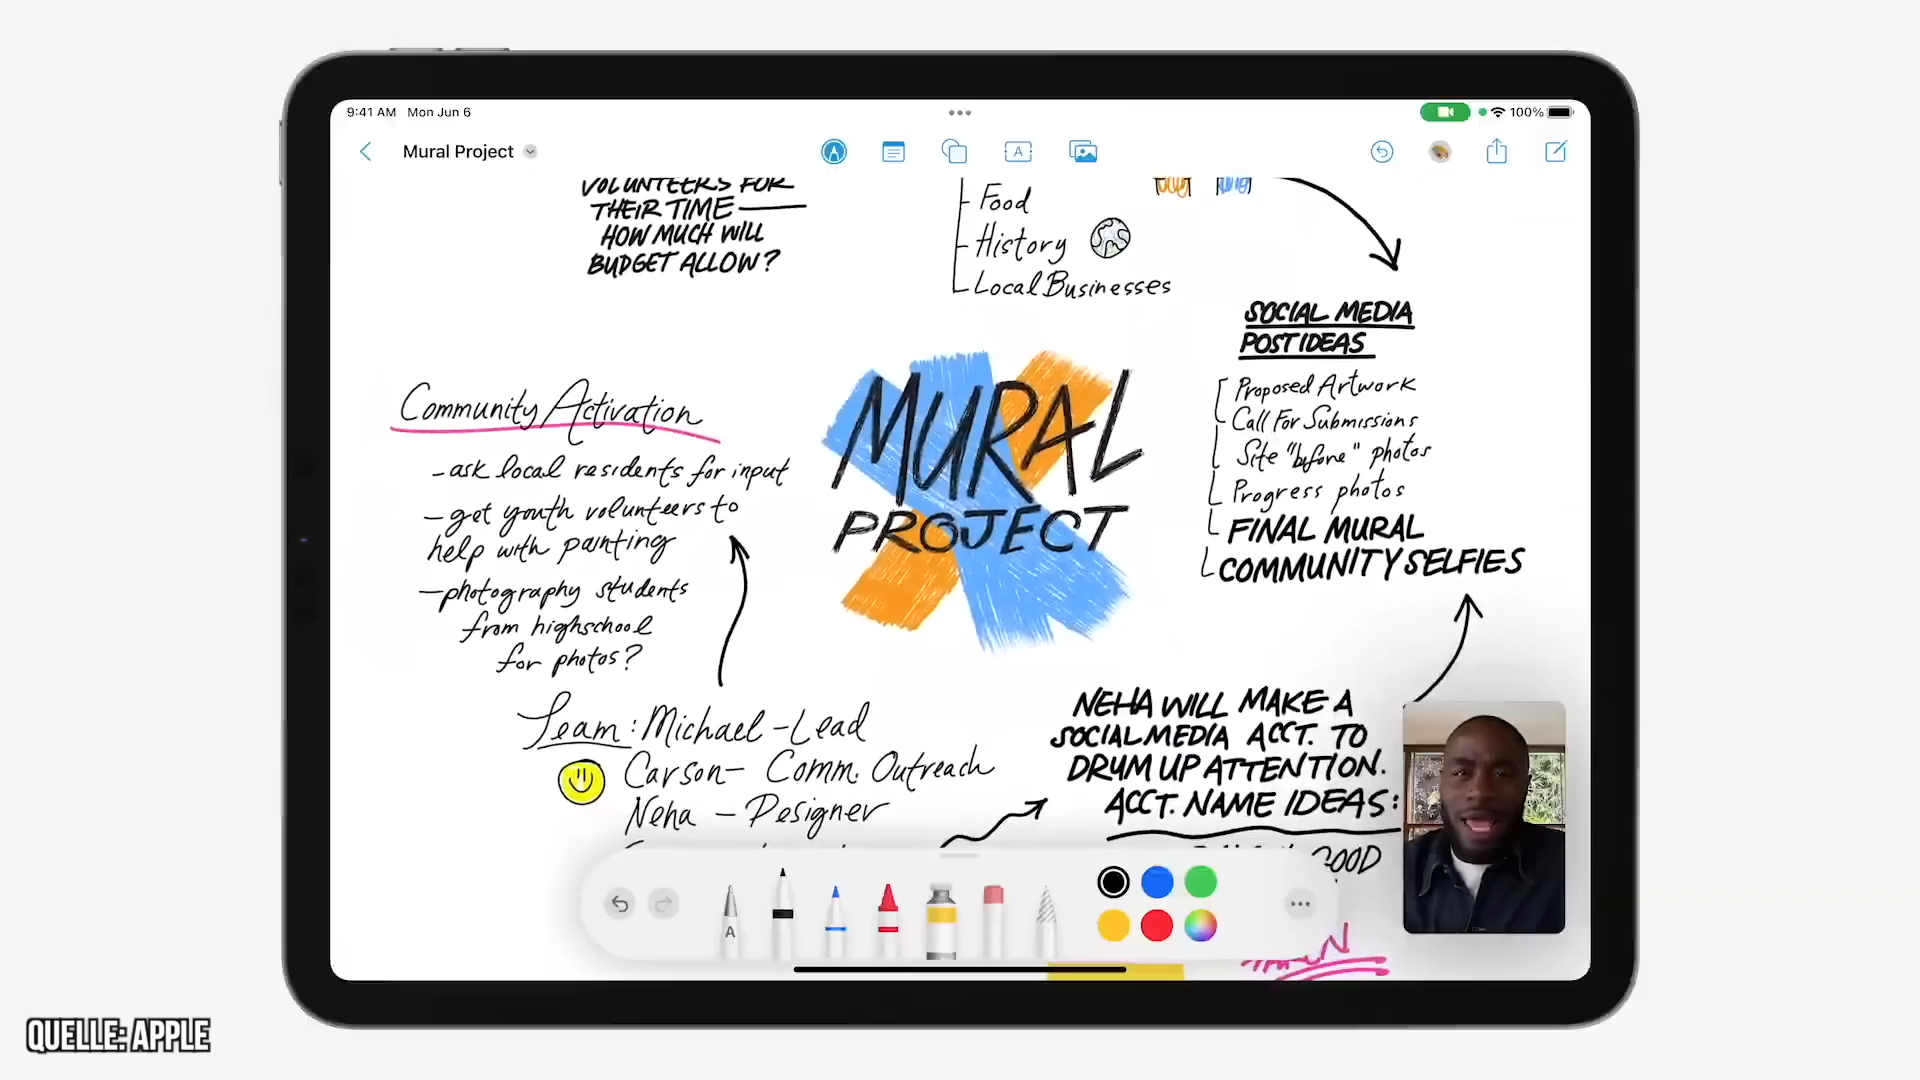 9:41 AM Mon Jun 6
100%
Mural Project
A
VOLUNTEERS FOR
THEIR TIME
HOW MUCH WILL
BUDGET ALLOW?
Food
History
Local Businesses
SOCIAL MEDIA
POST IDEAS
Proposed Artwork
Call For Submissions
Site "before" photos
Progress photos
FINAL MURAL
COMMUNITY SELFIES
Community Activation
- ask local residents for input
- get youth volunteers to
help with painting
- photography students
from highschool
for photos?
MURAL
PROJECT
Team: Michael - Lead
Carson - Comm. Outreach
Neha - Designer
NEHA WILL MAKE A
SOCIAL MEDIA ACCT. TO
DRUM UP ATTENTION.
ACCT. NAME IDEAS:
GOOD
A
QUELLE: APPLE